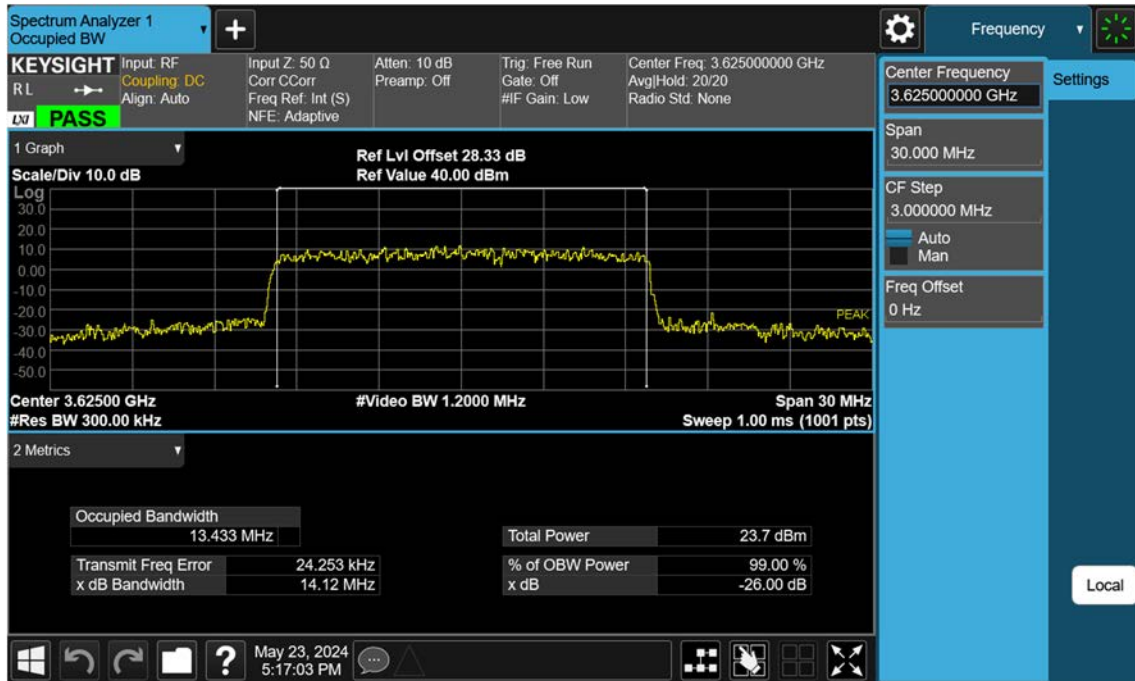 Spectrum Analyzer 1
Occupied BW
+
Frequency
KEYSIGHT
R L
LXI PASS
Input: RF
Coupling: DC
Align: Auto
Input Z: 50 Ω
Corr CCorr
Freq Ref: Int (S)
NFE: Adaptive
Atten: 10 dB
Preamp: Off
Trig: Free Run
Gate: Off
#IF Gain: Low
Center Freq: 3.625000000 GHz
Avg|Hold: 20/20
Radio Std: None
Center Frequency
3.625000000 GHz
Settings
Span
30.000 MHz
CF Step
3.000000 MHz
Auto
Man
Freq Offset
0 Hz
Local
1 Graph
Ref Lvl Offset 28.33 dB
Scale/Div 10.0 dB
Ref Value 40.00 dBm
Log
30.0
20.0
10.0
0.00
-10.0
-20.0
-30.0
-40.0
-50.0
PEAK
Center 3.62500 GHz
#Video BW 1.2000 MHz
Span 30 MHz
#Res BW 300.00 kHz
Sweep 1.00 ms (1001 pts)
2 Metrics
Occupied Bandwidth
13.433 MHz
Total Power 23.7 dBm
Transmit Freq Error 24.253 kHz
% of OBW Power 99.00 %
x dB Bandwidth 14.12 MHz
x dB -26.00 dB
?
May 23, 2024
5:17:03 PM